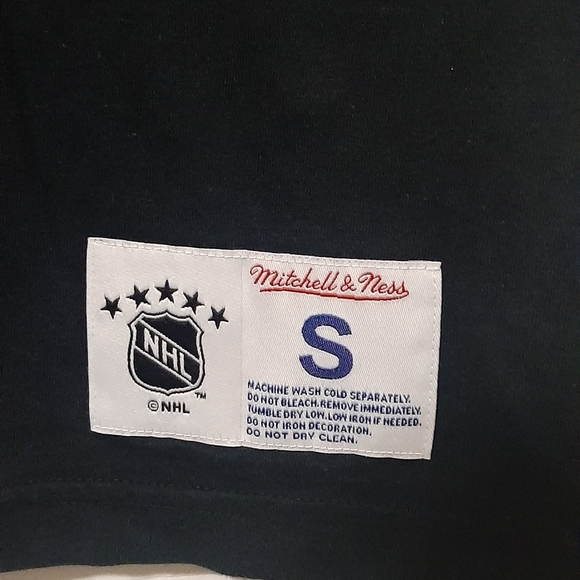 NHL
TM
© NHL
Mitchell & Ness
S
MACHINE WASH COLD SEPARATELY.
DO NOT BLEACH. REMOVE IMMEDIATELY.
TUMBLE DRY LOW. LOW IRON IF NEEDED.
DO NOT IRON DECORATION.
DO NOT DRY CLEAN.